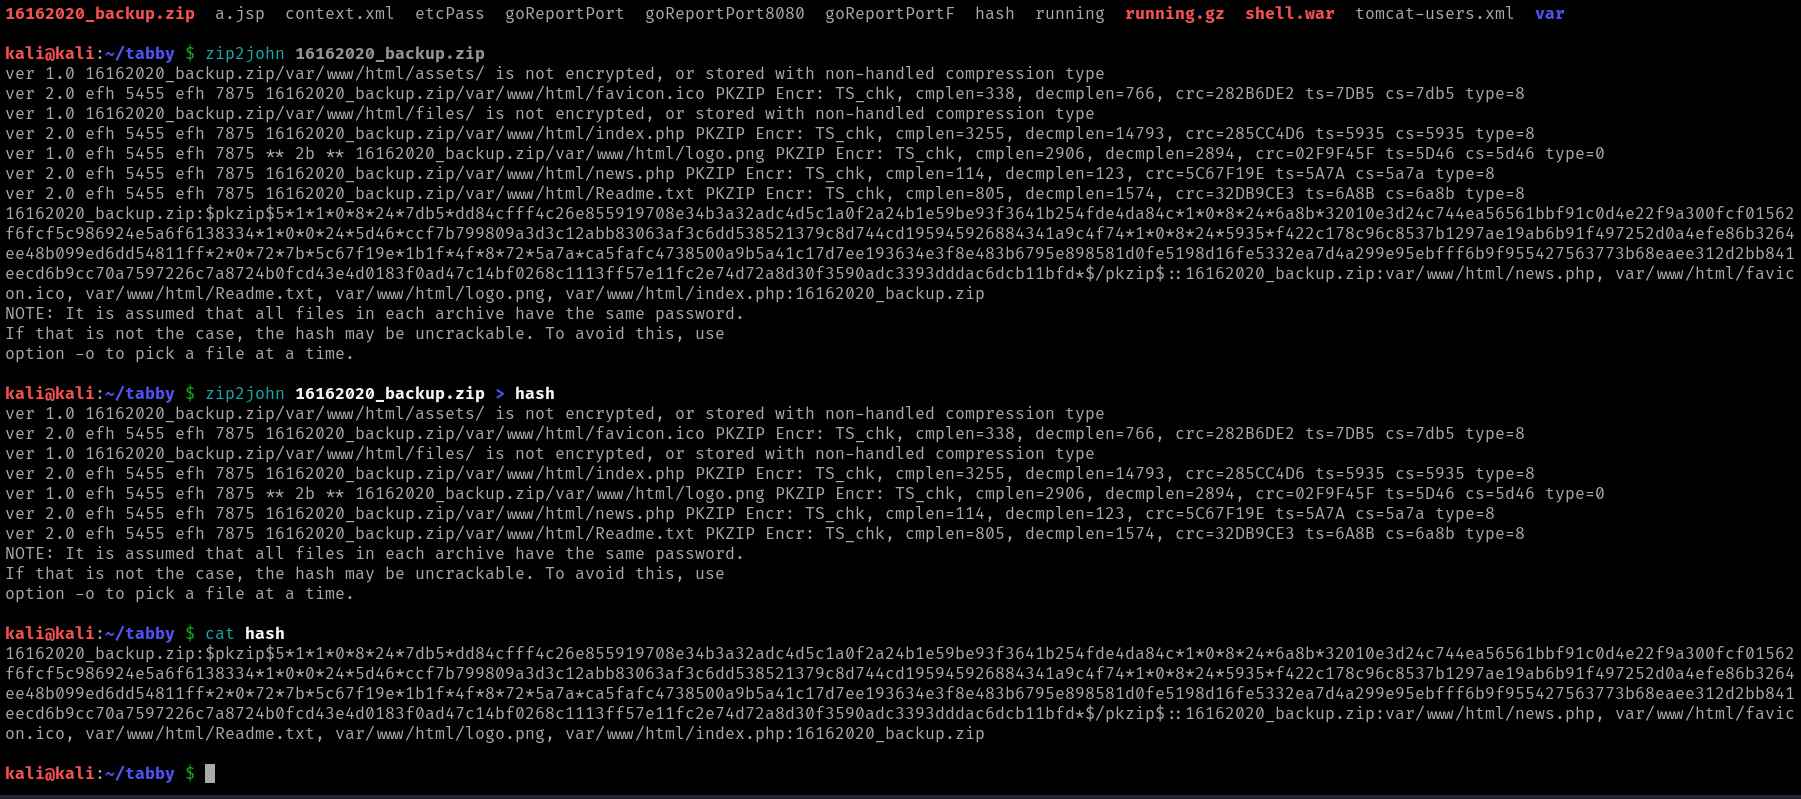 16162020_backup.zip  a.jsp  context.xml  etcPass  goReportPort  goReportPort8080  goReportPortF  hash  running  running.gz  shell.war  tomcat-users.xml  var
kali@kali:~/tabby $ zip2john 16162020_backup.zip
ver 1.0 16162020_backup.zip/var/www/html/assets/ is not encrypted, or stored with non-handled compression type
ver 2.0 efh 5455 efh 7875 16162020_backup.zip/var/www/html/favicon.ico PKZIP Encr: TS_chk, cmplen=338, decmplen=766, crc=282B6DE2 ts=7DB5 cs=7db5 type=8
ver 1.0 16162020_backup.zip/var/www/html/files/ is not encrypted, or stored with non-handled compression type
ver 2.0 efh 5455 efh 7875 16162020_backup.zip/var/www/html/index.php PKZIP Encr: TS_chk, cmplen=3255, decmplen=14793, crc=285CC4D6 ts=5935 cs=5935 type=8
ver 1.0 efh 5455 efh 7875 ** 2b ** 16162020_backup.zip/var/www/html/logo.png PKZIP Encr: TS_chk, cmplen=2906, decmplen=2894, crc=02F9F45F ts=5D46 cs=5d46 type=0
ver 2.0 efh 5455 efh 7875 16162020_backup.zip/var/www/html/news.php PKZIP Encr: TS_chk, cmplen=114, decmplen=123, crc=5C67F19E ts=5A7A cs=5a7a type=8
ver 2.0 efh 5455 efh 7875 16162020_backup.zip/var/www/html/Readme.txt PKZIP Encr: TS_chk, cmplen=805, decmplen=1574, crc=32DB9CE3 ts=6A8B cs=6a8b type=8
16162020_backup.zip:$pkzip$5*1*1*0*8*24*7db5*dd84cfff4c26e855919708e34b3a32adc4d5c1a0f2a24b1e59be93f3641b254fde4da84c*1*0*8*24*6a8b*32010e3d24c744ea56561bbf91c0d4e22f9a300fcf01562
f6fcf5c986924e5a6f6138334*1*0*0*24*5d46*ccf7b799809a3d3c12abb83063af3c6dd538521379c8d744cd195945926884341a9c4f74*1*0*8*24*5935*f422c178c96c8537b1297ae19ab6b91f497252d0a4efe86b3264
ee48b099ed6dd54811ff*2*0*72*7b*5c67f19e*1b1f*4f*8*72*5a7a*ca5fafc4738500a9b5a41c17d7ee193634e3f8e483b6795e898581d0fe5198d16fe5332ea7d4a299e95ebfff6b9f955427563773b68eaee312d2bb841
eecd6b9cc70a7597226c7a8724b0fcd43e4d0183f0ad47c14bf0268c1113ff57e11fc2e74d72a8d30f3590adc3393dddac6dcb11bfd*$/pkzip$::16162020_backup.zip:var/www/html/news.php, var/www/html/favic
on.ico, var/www/html/Readme.txt, var/www/html/logo.png, var/www/html/index.php:16162020_backup.zip
NOTE: It is assumed that all files in each archive have the same password.
If that is not the case, the hash may be uncrackable. To avoid this, use
option -o to pick a file at a time.
kali@kali:~/tabby $ zip2john 16162020_backup.zip > hash
ver 1.0 16162020_backup.zip/var/www/html/assets/ is not encrypted, or stored with non-handled compression type
ver 2.0 efh 5455 efh 7875 16162020_backup.zip/var/www/html/favicon.ico PKZIP Encr: TS_chk, cmplen=338, decmplen=766, crc=282B6DE2 ts=7DB5 cs=7db5 type=8
ver 1.0 16162020_backup.zip/var/www/html/files/ is not encrypted, or stored with non-handled compression type
ver 2.0 efh 5455 efh 7875 16162020_backup.zip/var/www/html/index.php PKZIP Encr: TS_chk, cmplen=3255, decmplen=14793, crc=285CC4D6 ts=5935 cs=5935 type=8
ver 1.0 efh 5455 efh 7875 ** 2b ** 16162020_backup.zip/var/www/html/logo.png PKZIP Encr: TS_chk, cmplen=2906, decmplen=2894, crc=02F9F45F ts=5D46 cs=5d46 type=0
ver 2.0 efh 5455 efh 7875 16162020_backup.zip/var/www/html/news.php PKZIP Encr: TS_chk, cmplen=114, decmplen=123, crc=5C67F19E ts=5A7A cs=5a7a type=8
ver 2.0 efh 5455 efh 7875 16162020_backup.zip/var/www/html/Readme.txt PKZIP Encr: TS_chk, cmplen=805, decmplen=1574, crc=32DB9CE3 ts=6A8B cs=6a8b type=8
NOTE: It is assumed that all files in each archive have the same password.
If that is not the case, the hash may be uncrackable. To avoid this, use
option -o to pick a file at a time.
kali@kali:~/tabby $ cat hash
16162020_backup.zip:$pkzip$5*1*1*0*8*24*7db5*dd84cfff4c26e855919708e34b3a32adc4d5c1a0f2a24b1e59be93f3641b254fde4da84c*1*0*8*24*6a8b*32010e3d24c744ea56561bbf91c0d4e22f9a300fcf01562
f6fcf5c986924e5a6f6138334*1*0*0*24*5d46*ccf7b799809a3d3c12abb83063af3c6dd538521379c8d744cd195945926884341a9c4f74*1*0*8*24*5935*f422c178c96c8537b1297ae19ab6b91f497252d0a4efe86b3264
ee48b099ed6dd54811ff*2*0*72*7b*5c67f19e*1b1f*4f*8*72*5a7a*ca5fafc4738500a9b5a41c17d7ee193634e3f8e483b6795e898581d0fe5198d16fe5332ea7d4a299e95ebfff6b9f955427563773b68eaee312d2bb841
eecd6b9cc70a7597226c7a8724b0fcd43e4d0183f0ad47c14bf0268c1113ff57e11fc2e74d72a8d30f3590adc3393dddac6dcb11bfd*$/pkzip$::16162020_backup.zip:var/www/html/news.php, var/www/html/favic
on.ico, var/www/html/Readme.txt, var/www/html/logo.png, var/www/html/index.php:16162020_backup.zip
kali@kali:~/tabby $